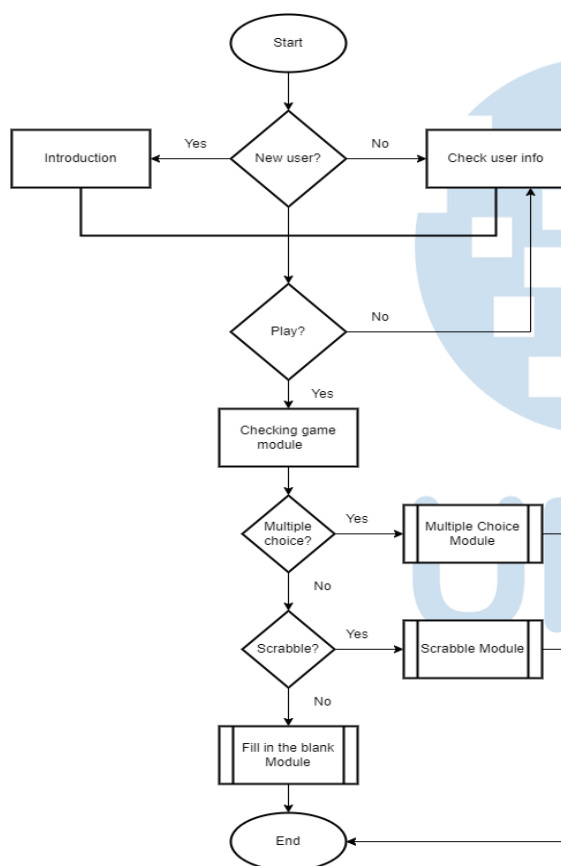 Start
New user?
Yes
No
Introduction
Check user info
Play?
No
Yes
Checking game
module
Multiple
choice?
Yes
Multiple Choice
Module
No
Scrabble?
Yes
Scrabble Module
No
Fill in the blank
Module
End